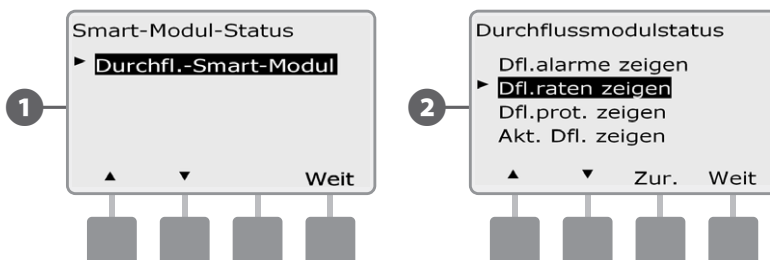 1
Smart-Modul-Status
► Durchfl.-Smart-Modul
▲ ▼ Weit
2
Durchflussmodulstatus
Dfl.alarme zeigen
► Dfl.raten zeigen
Dfl.prot. zeigen
Akt. Dfl. zeigen
▲ ▼ Zur. Weit